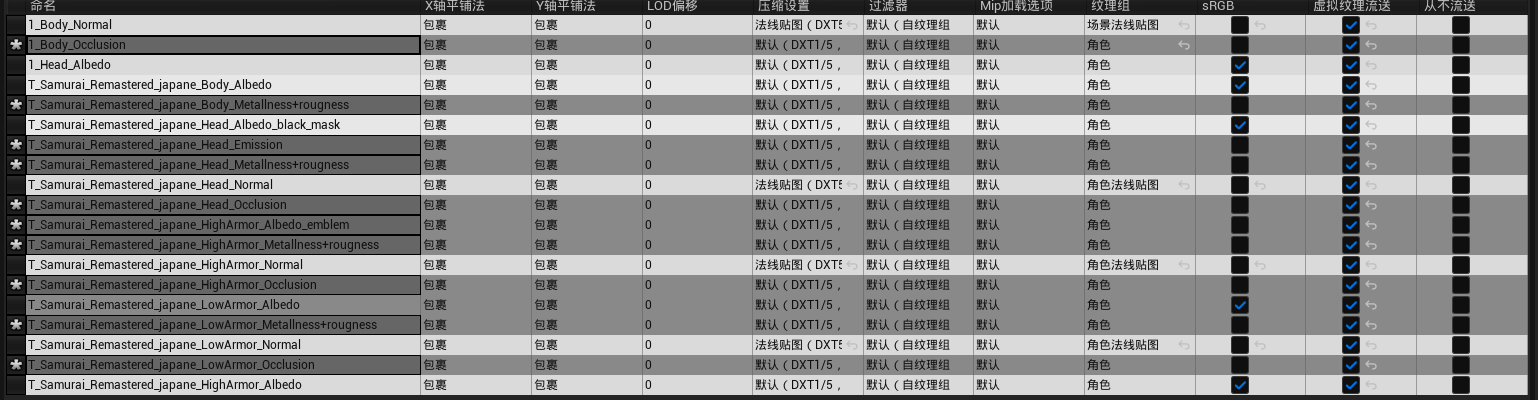 命名 X轴平铺法 Y轴平铺法 LOD偏移 压缩设置 过滤器 Mip加载选项 纹理组 sRGB 虚拟纹理流送 从不流送
1_Body_Normal 包裹 包裹 0 法线贴图（DXT5 默认（自纹理组 默认 场景法线贴图
* 1_Body_Occlusion 包裹 包裹 0 默认（DXT1/5， 默认（自纹理组 默认 角色
1_Head_Albedo 包裹 包裹 0 默认（DXT1/5， 默认（自纹理组 默认 角色
T_Samurai_Remastered_japane_Body_Albedo 包裹 包裹 0 默认（DXT1/5， 默认（自纹理组 默认 角色
* T_Samurai_Remastered_japane_Body_Metallness+rougness 包裹 包裹 0 默认（DXT1/5， 默认（自纹理组 默认 角色
T_Samurai_Remastered_japane_Head_Albedo_black_mask 包裹 包裹 0 默认（DXT1/5， 默认（自纹理组 默认 角色
* T_Samurai_Remastered_japane_Head_Emission 包裹 包裹 0 默认（DXT1/5， 默认（自纹理组 默认 角色
* T_Samurai_Remastered_japane_Head_Metallness+rougness 包裹 包裹 0 默认（DXT1/5， 默认（自纹理组 默认 角色
T_Samurai_Remastered_japane_Head_Normal 包裹 包裹 0 法线贴图（DXT5 默认（自纹理组 默认 角色法线贴图
* T_Samurai_Remastered_japane_Head_Occlusion 包裹 包裹 0 默认（DXT1/5， 默认（自纹理组 默认 角色
* T_Samurai_Remastered_japane_HighArmor_Albedo_emblem 包裹 包裹 0 默认（DXT1/5， 默认（自纹理组 默认 角色
* T_Samurai_Remastered_japane_HighArmor_Metallness+rougness 包裹 包裹 0 默认（DXT1/5， 默认（自纹理组 默认 角色
T_Samurai_Remastered_japane_HighArmor_Normal 包裹 包裹 0 法线贴图（DXT5 默认（自纹理组 默认 角色法线贴图
* T_Samurai_Remastered_japane_HighArmor_Occlusion 包裹 包裹 0 默认（DXT1/5， 默认（自纹理组 默认 角色
T_Samurai_Remastered_japane_LowArmor_Albedo 包裹 包裹 0 默认（DXT1/5， 默认（自纹理组 默认 角色
* T_Samurai_Remastered_japane_LowArmor_Metallness+rougness 包裹 包裹 0 默认（DXT1/5， 默认（自纹理组 默认 角色
T_Samurai_Remastered_japane_LowArmor_Normal 包裹 包裹 0 法线贴图（DXT5 默认（自纹理组 默认 角色法线贴图
* T_Samurai_Remastered_japane_LowArmor_Occlusion 包裹 包裹 0 默认（DXT1/5， 默认（自纹理组 默认 角色
T_Samurai_Remastered_japane_HighArmor_Albedo 包裹 包裹 0 默认（DXT1/5， 默认（自纹理组 默认 角色